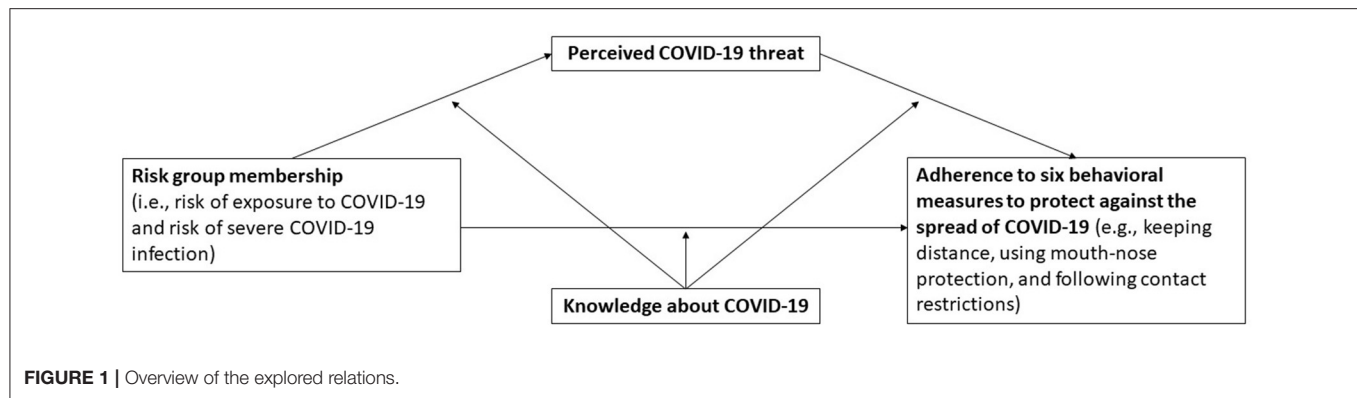 Perceived COVID-19 threat
Risk group membership
(i.e., risk of exposure to COVID-19
and risk of severe COVID-19
infection)
Adherence to six behavioral
measures to protect against the
spread of COVID-19 (e.g., keeping
distance, using mouth-nose
protection, and following contact
restrictions)
Knowledge about COVID-19
FIGURE 1 | Overview of the explored relations.